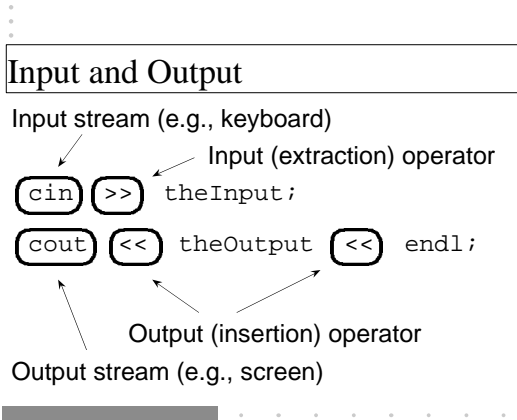 Input and Output
Input stream (e.g., keyboard)
Input (extraction) operator
cin >> theInput;
cout << theOutput << endl;
Output (insertion) operator
Output stream (e.g., screen)